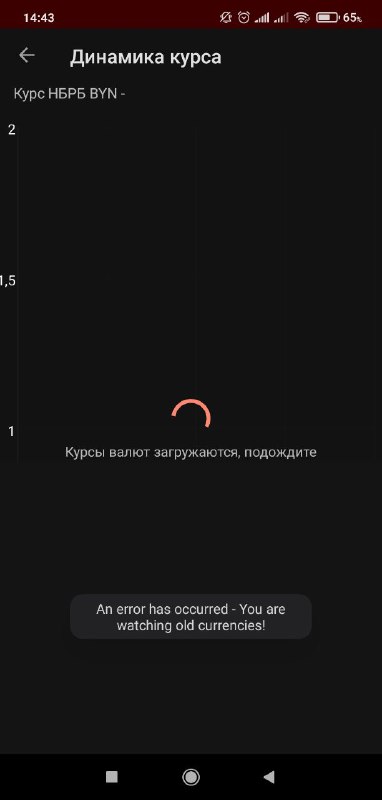 14:43
65%
Динамика курса
Курс НБРБ BYN -
2
1,5
1
Курсы валют загружаются, подождите
An error has occurred - You are
watching old currencies!